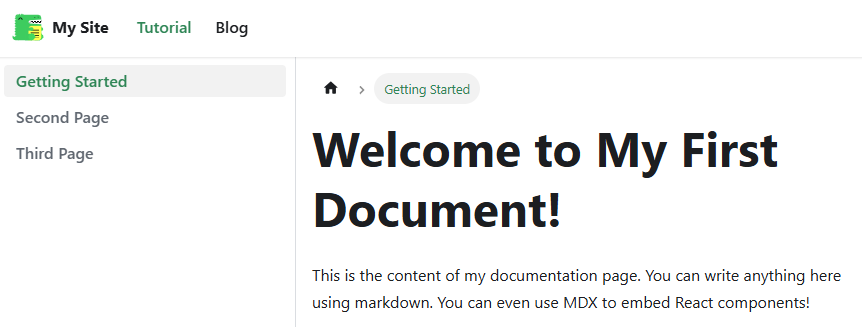 My Site Tutorial Blog
Getting Started
Second Page
Third Page
Getting Started
Welcome to My First
Document!
This is the content of my documentation page. You can write anything here
using markdown. You can even use MDX to embed React components!